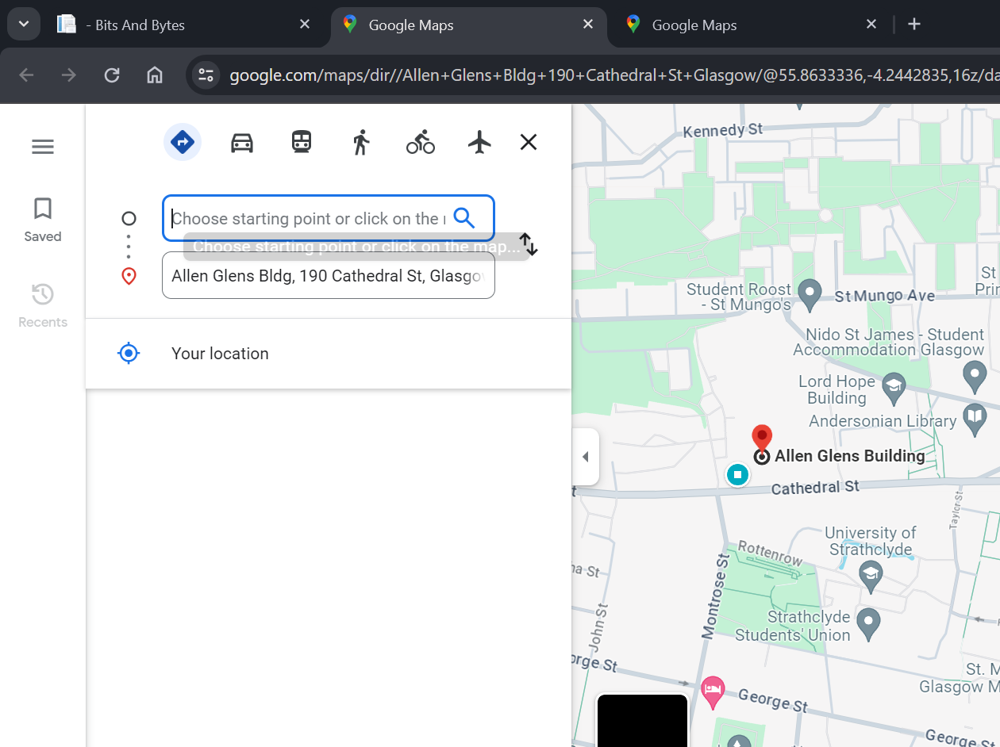 - Bits And Bytes
Google Maps
Google Maps
google.com/maps/dir//Allen+Glens+Bldg+190+Cathedral+St+Glasgow/@55.8633336,-4.2442835,16z/da
Saved
Recents
Choose starting point or click on the
Choose starting point or click on the map...
Allen Glens Bldg, 190 Cathedral St, Glasgo
Your location
Kennedy St
Student Roost
- St Mungo's
St Mungo Ave
St
Prin
Nido St James - Student
Accommodation Glasgow
Lord Hope
Building
Andersonian Library
Allen Glens Building
Cathedral St
Taylor St
University of
Strathclyde
Rottenrow
Montrose St
ha St
John St
Strathclyde
Students' Union
orge St
George St
St. M
Glasgow M
George St